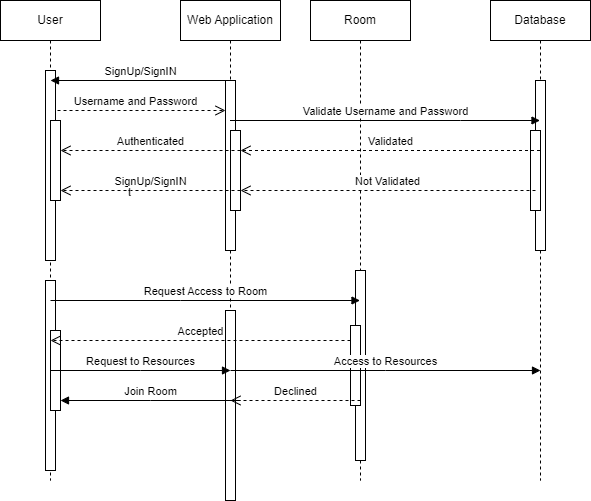 User
Web Application
Room
Database
SignUp/SignIN
Username and Password
Validate Username and Password
Authenticated
Validated
SignUp/SignIN
t
Not Validated
Request Access to Room
Accepted
Request to Resources
Access to Resources
Join Room
Declined